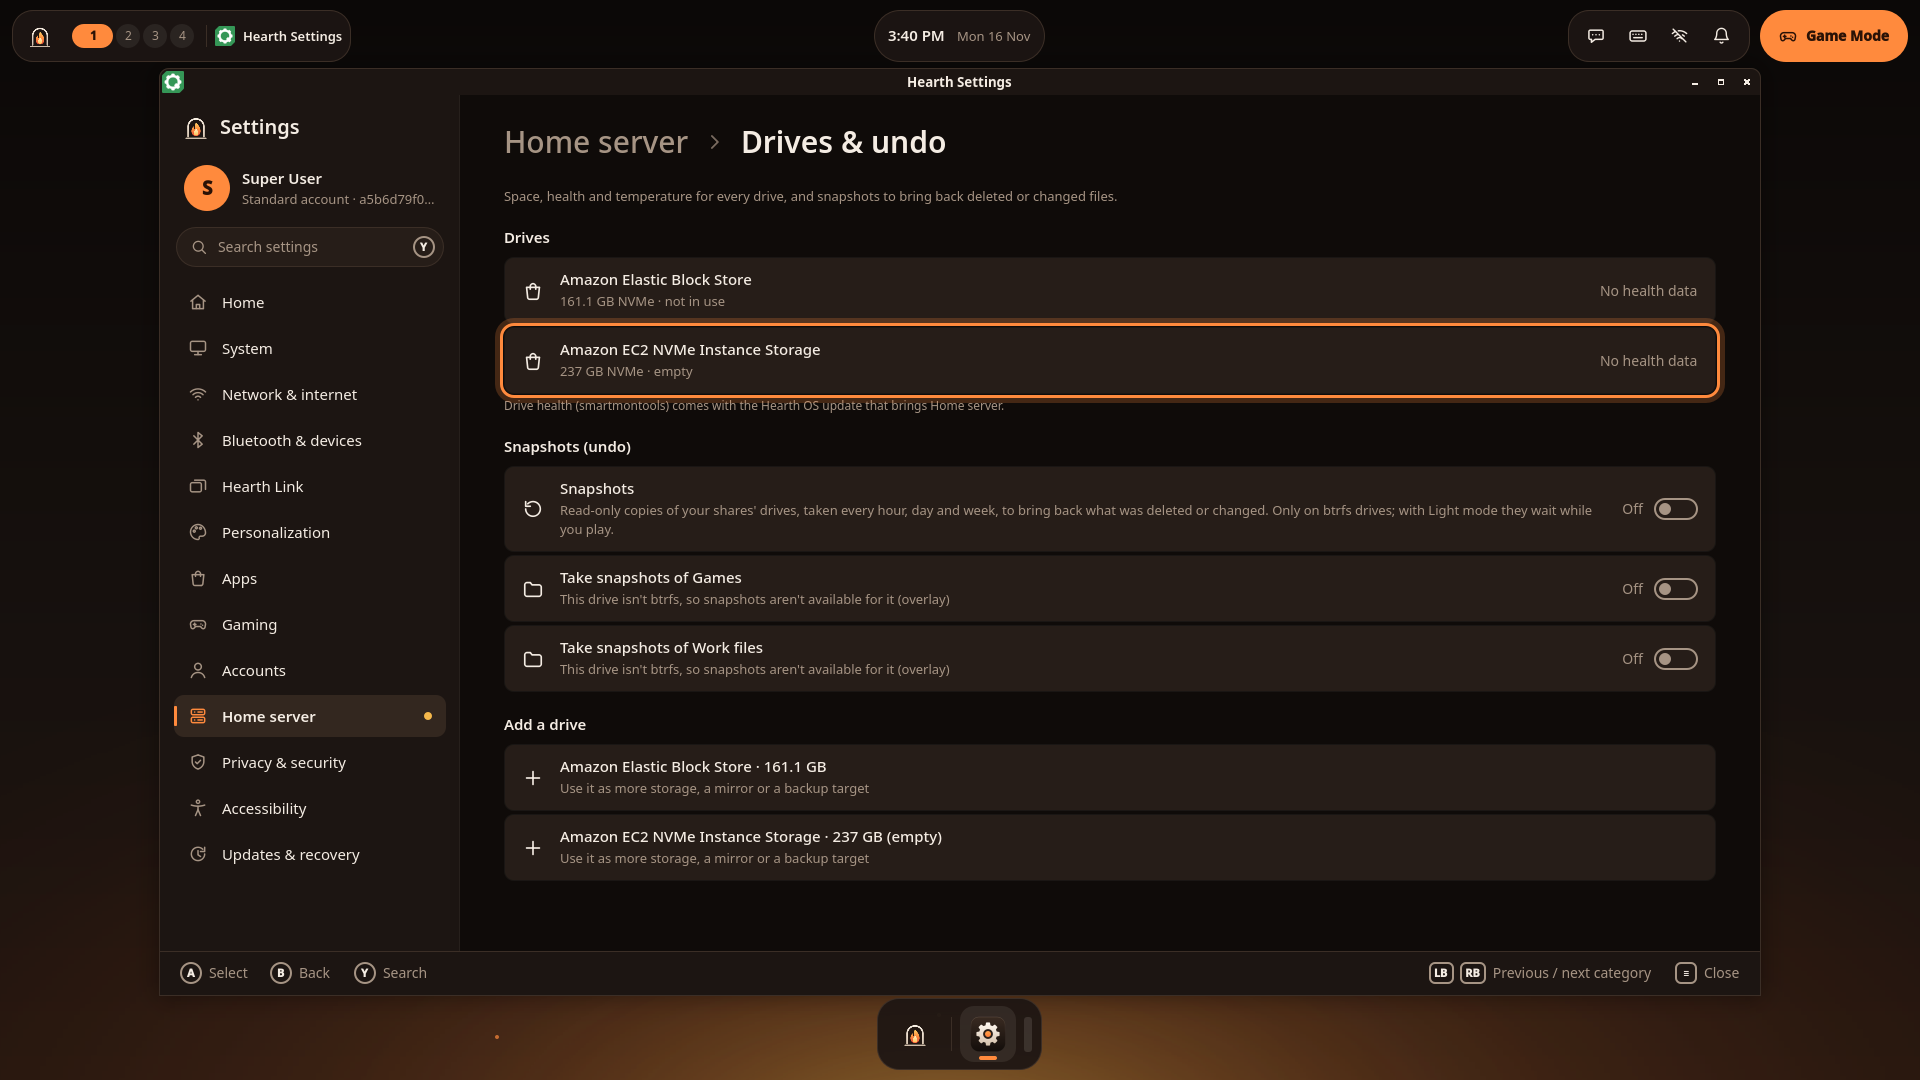 1 2 3 4 Hearth Settings
3:40 PM Mon 16 Nov
Game Mode
Hearth Settings
Settings
S
Super User
Standard account · a5b6d79f0...
Search settings Y
Home
System
Network & internet
Bluetooth & devices
Hearth Link
Personalization
Apps
Gaming
Accounts
Home server
Privacy & security
Accessibility
Updates & recovery
Home server > Drives & undo
Space, health and temperature for every drive, and snapshots to bring back deleted or changed files.
Drives
Amazon Elastic Block Store
161.1 GB NVMe · not in use
No health data
Amazon EC2 NVMe Instance Storage
237 GB NVMe · empty
No health data
Drive health (smartmontools) comes with the Hearth OS update that brings Home server.
Snapshots (undo)
Snapshots
Read-only copies of your shares' drives, taken every hour, day and week, to bring back what was deleted or changed. Only on btrfs drives; with Light mode they wait while
you play.
Off
Take snapshots of Games
This drive isn't btrfs, so snapshots aren't available for it (overlay)
Off
Take snapshots of Work files
This drive isn't btrfs, so snapshots aren't available for it (overlay)
Off
Add a drive
Amazon Elastic Block Store · 161.1 GB
Use it as more storage, a mirror or a backup target
Amazon EC2 NVMe Instance Storage · 237 GB (empty)
Use it as more storage, a mirror or a backup target
A Select B Back Y Search
LB RB Previous / next category ≡ Close